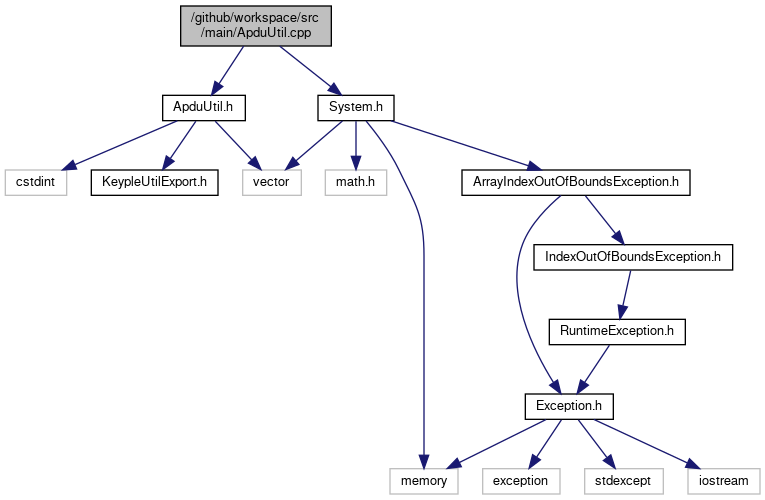 /github/workspace/src
/main/ApduUtil.cpp
ApduUtil.h
System.h
cstdint
KeypleUtilExport.h
vector
math.h
ArrayIndexOutOfBoundsException.h
IndexOutOfBoundsException.h
RuntimeException.h
Exception.h
memory
exception
stdexcept
iostream